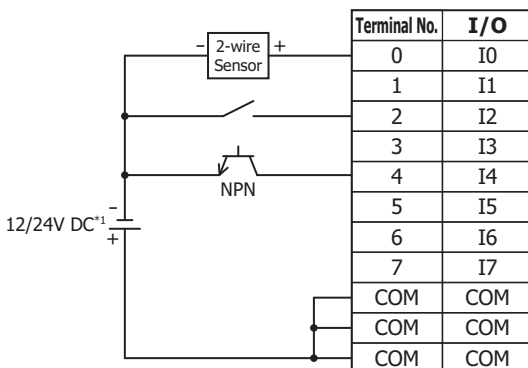 Terminal No. I/O
- 2-wire Sensor +
0 I0
1 I1
2 I2
3 I3
NPN
4 I4
5 I5
- 12/24V DC*1 +
6 I6
7 I7
COM COM
COM COM
COM COM